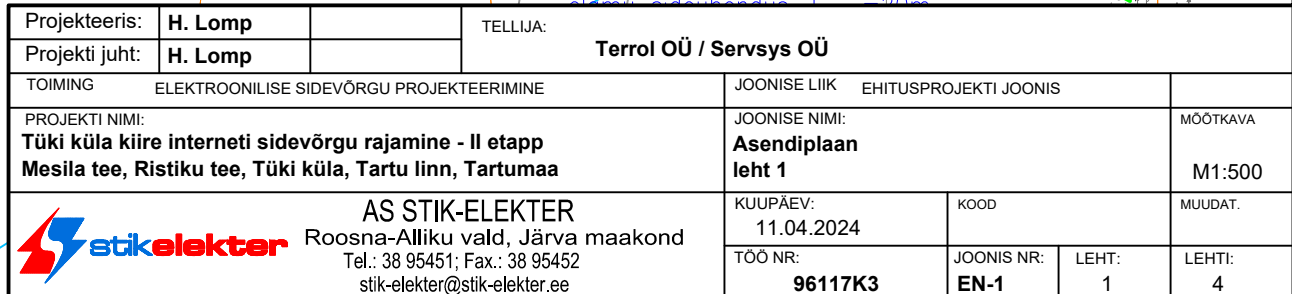 Projekteeris: H. Lomp
TELLIJA:
Projekti juht: H. Lomp
Terrol OÜ / Servsys OÜ
TOIMING ELEKTROONILISE SIDEVÕRGU PROJEKTEERIMINE
JOONISE LIIK EHITUSPROJEKTI JOONIS
PROJEKTI NIMI:
Tüki küla kiire interneti sidevõrgu rajamine - II etapp
Mesila tee, Ristiku tee, Tüki küla, Tartu linn, Tartumaa
JOONISE NIMI:
Asendiplaan
leht 1
MÕÕTKAVA
M1:500
stikelekter
AS STIK-ELEKTER
Roosna-Alliku vald, Järva maakond
Tel.: 38 95451; Fax.: 38 95452
stik-elekter@stik-elekter.ee
KUUPÄEV:
11.04.2024
KOOD
MUUDAT.
TÖÖ NR:
96117K3
JOONIS NR:
EN-1
LEHT:
1
LEHTI:
4